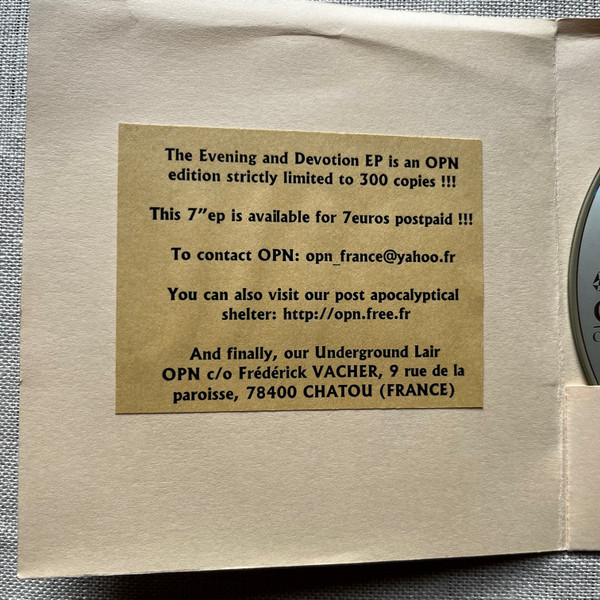 The Evening and Devotion EP is an OPN
edition strictly limited to 300 copies !!!
This 7”ep is available for 7euros postpaid !!!
To contact OPN: opn_france@yahoo.fr
You can also visit our post apocalyptical
shelter: http://opn.free.fr
And finally, our Underground Lair
OPN c/o Frédérick VACHER, 9 rue de la
paroisse, 78400 CHATOU (FRANCE)